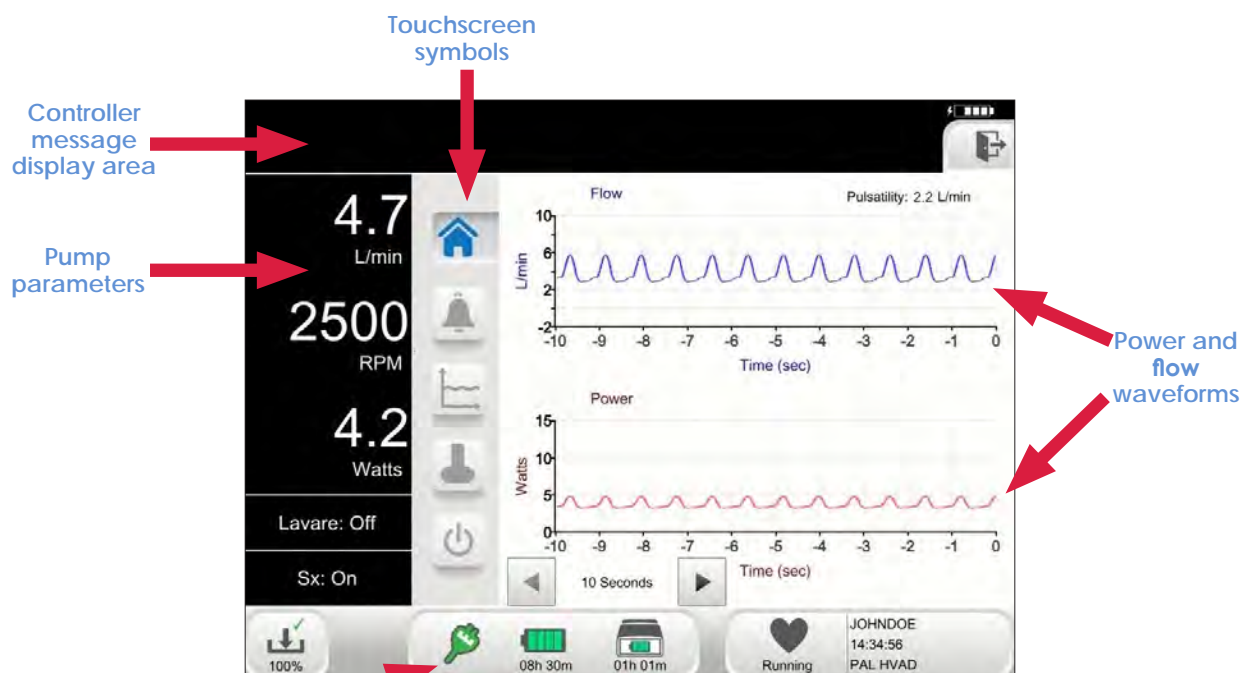 Touchscreen
symbols
Controller
message
display area
Pump
parameters
4.7
L/min
2500
RPM
4.2
Watts
Lavare: Off
Sx: On
Flow
Pulsatility: 2.2 L/min
L/min
10
6
2
-2
-10 -9 -8 -7 -6 -5 -4 -3 -2 -1 0
Time (sec)
Power
Watts
15
10
5
0
-10 -9 -8 -7 -6 -5 -4 -3 -2 -1 0
Time (sec)
10 Seconds
Power and
flow
waveforms
100%
08h 30m
01h 01m
Running
JOHNDOE
14:34:56
PAL HVAD